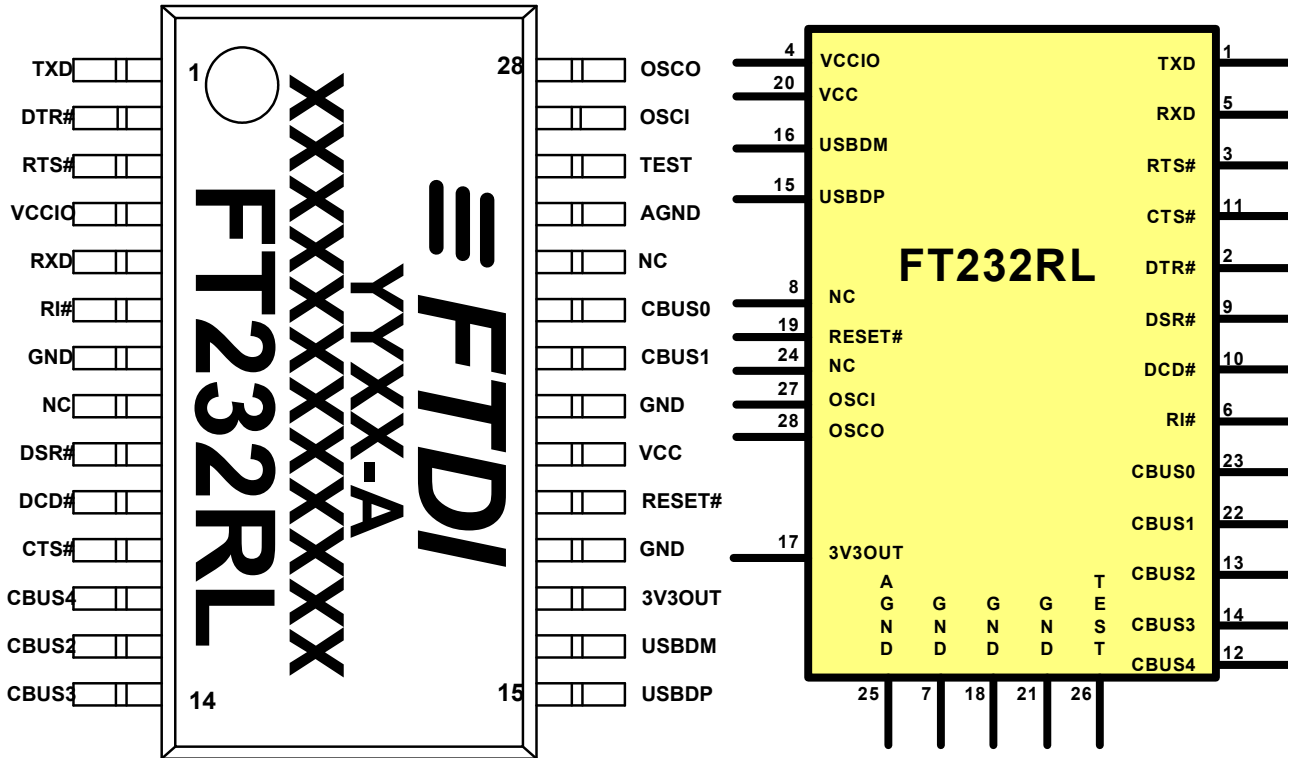 TXD
DTR#
RTS#
VCCIO
RXD
RI#
GND
NC
DSR#
DCD#
CTS#
CBUS4
CBUS2
CBUS3
1
28
14
15
FT232RL
XXXXXXXXXXXX
YYXX-A
FTDI
OSCO
OSCI
TEST
AGND
NC
CBUS0
CBUS1
GND
VCC
RESET#
GND
3V3OUT
USBDM
USBDP
4 VCCIO
20 VCC
16 USBDM
15 USBDP
8 NC
19 RESET#
24 NC
27 OSCI
28 OSCO
17 3V3OUT
FT232RL
TXD 1
RXD 5
RTS# 3
CTS# 11
DTR# 2
DSR# 9
DCD# 10
RI# 6
CBUS0 23
CBUS1 22
CBUS2 13
CBUS3 14
CBUS4 12
AGND
GND
GND
GND
TEST
25
7
18
21
26